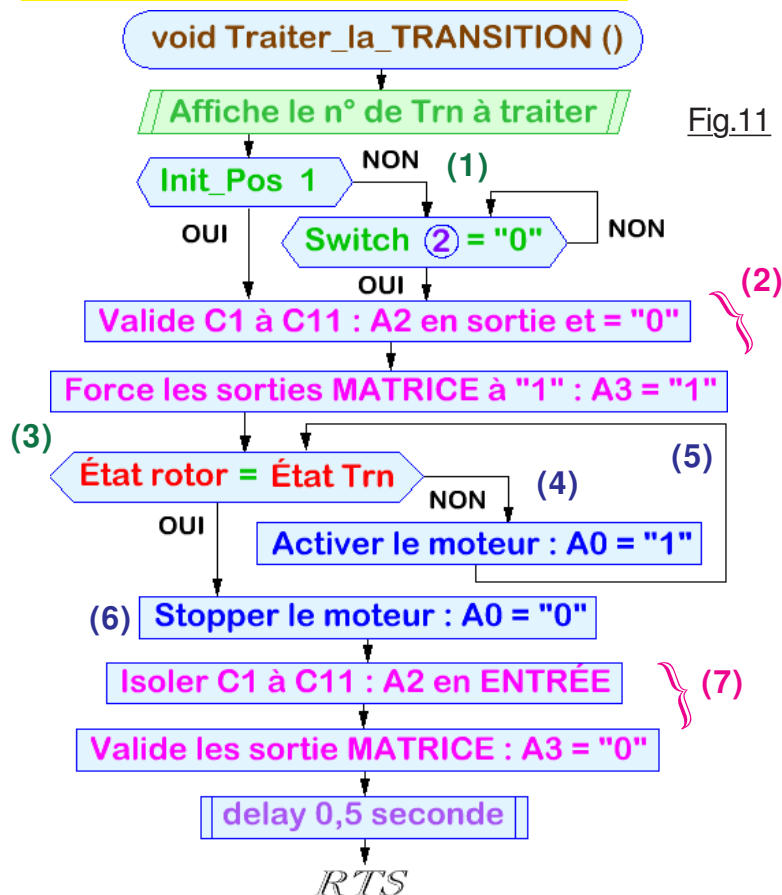 void Traiter_la_TRANSITION ()
Affiche le n° de Trn à traiter
Fig.11
Init_Pos 1
NON
(1)
OUI
Switch 2 = "0"
NON
OUI
(2)
Valide C1 à C11 : A2 en sortie et = "0"
Force les sorties MATRICE à "1" : A3 = "1"
(3)
État rotor = État Trn
(5)
NON
(4)
OUI
Activer le moteur : A0 = "1"
(6)
Stopper le moteur : A0 = "0"
Isoler C1 à C11 : A2 en ENTRÉE
(7)
Valide les sortie MATRICE : A3 = "0"
delay 0,5 seconde
RTS